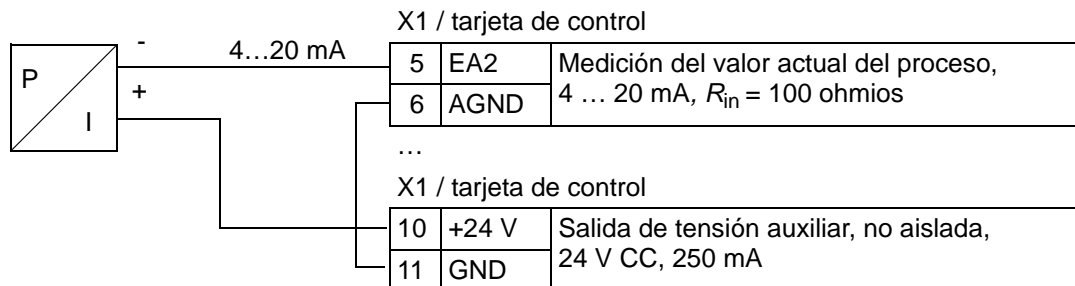 X1 / tarjeta de control
-
4…20 mA
5 EA2 Medición del valor actual del proceso,
P
+
6 AGND 4 … 20 mA, Rin = 100 ohmios
I
…
X1 / tarjeta de control
10 +24 V Salida de tensión auxiliar, no aislada,
11 GND 24 V CC, 250 mA